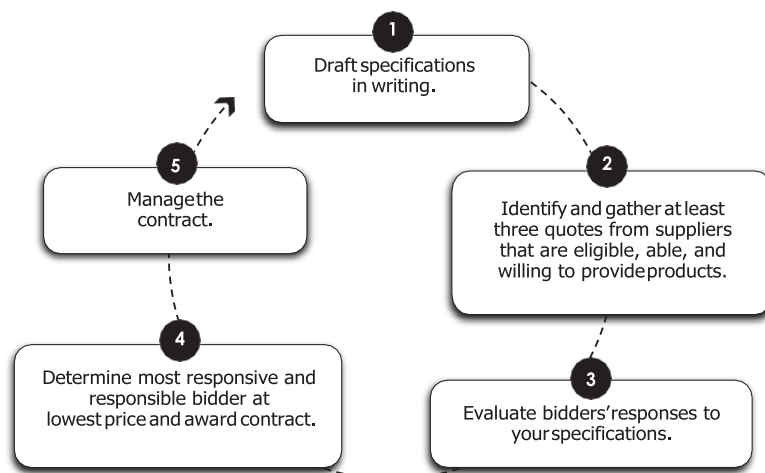 1
Draft specifications
in writing.
2
Identify and gather at least
three quotes from suppliers
that are eligible, able, and
willing to provide products.
3
Evaluate bidders' responses to
your specifications.
4
Determine most responsive and
responsible bidder at
lowest price and award contract.
5
Manage the
contract.